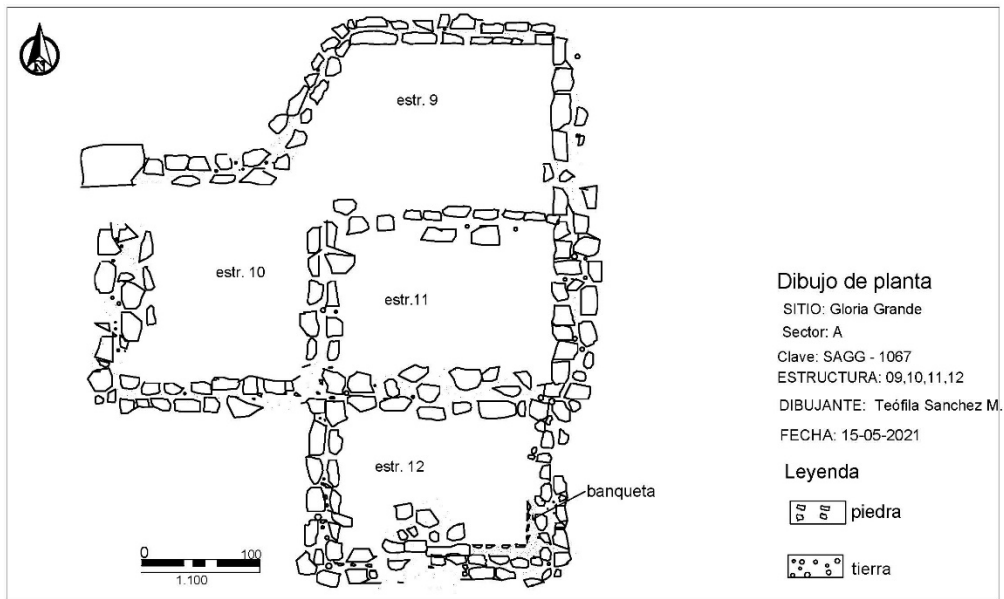 N
estr. 9
estr. 10
estr.11
estr. 12
banqueta
0 100
1.100
Dibujo de planta
SITIO: Gloria Grande
Sector: A
Clave: SAGG - 1067
ESTRUCTURA: 09,10,11,12
DIBUJANTE: Teófila Sanchez M.
FECHA: 15-05-2021
Leyenda
piedra
tierra